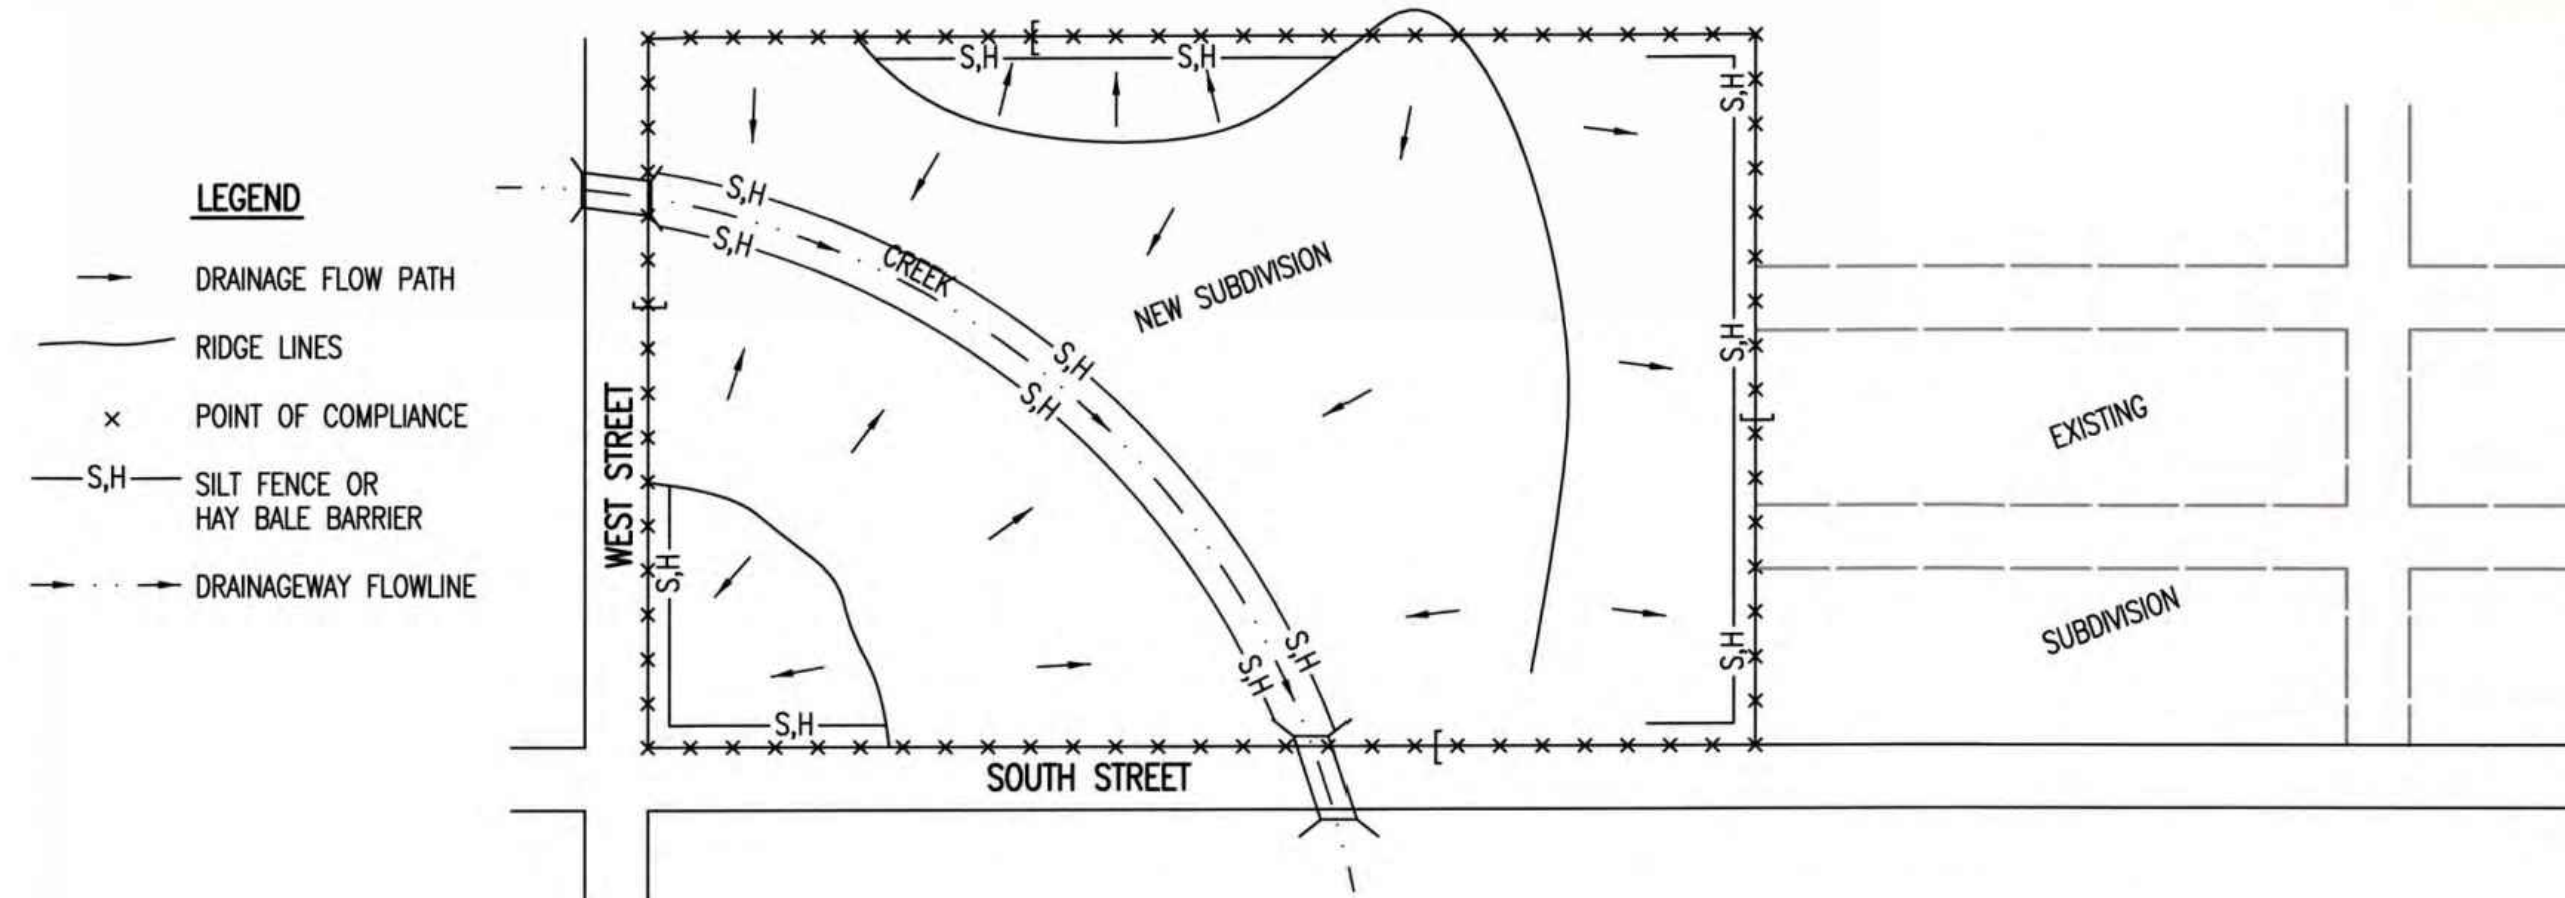 LEGEND
DRAINAGE FLOW PATH
RIDGE LINES
× POINT OF COMPLIANCE
S,H SILT FENCE OR
HAY BALE BARRIER
DRAINAGEWAY FLOWLINE
S,H
S,H
S,H
S,H
S,H
CREEK
NEW SUBDIVISION
S,H
S,H
S,H
WEST STREET
EXISTING
S,H
SUBDIVISION
S,H
S,H
S,H
S,H
SOUTH STREET